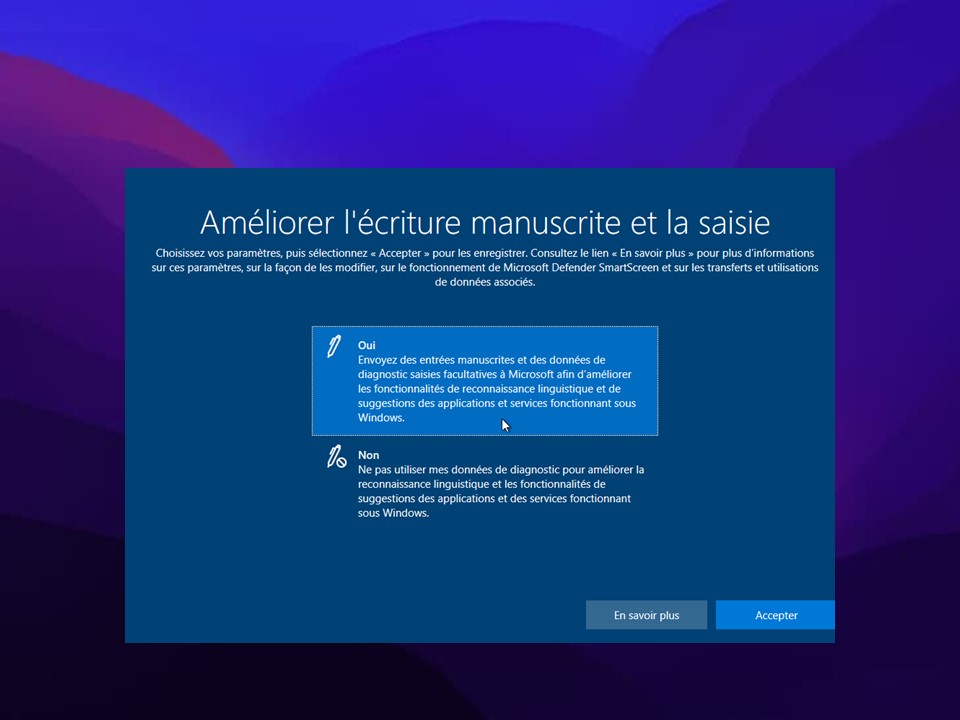 Améliorer l'écriture manuscrite et la saisie
Choisissez vos paramètres, puis sélectionnez « Accepter » pour les enregistrer. Consultez le lien « En savoir plus » pour plus d'informations
sur ces paramètres, sur la façon de les modifier, sur le fonctionnement de Microsoft Defender SmartScreen et sur les transferts et utilisations
de données associés.
Oui
Envoyez des entrées manuscrites et des données de
diagnostic saisies facultatives à Microsoft afin d'améliorer
les fonctionnalités de reconnaissance linguistique et de
suggestions des applications et services fonctionnant sous
Windows.
Non
Ne pas utiliser mes données de diagnostic pour améliorer la
reconnaissance linguistique et les fonctionnalités de
suggestions des applications et des services fonctionnant
sous Windows.
En savoir plus
Accepter